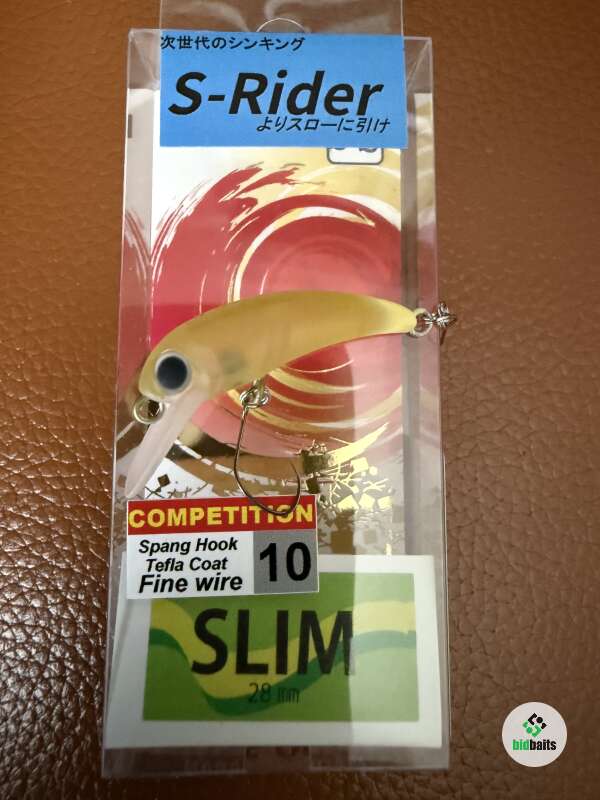 次世代のシンキング
S-Rider
よりスローに引け
COMPETITION
Spang Hook
Tefla Coat
Fine wire
10
SLIM
28 mm
bidbaits